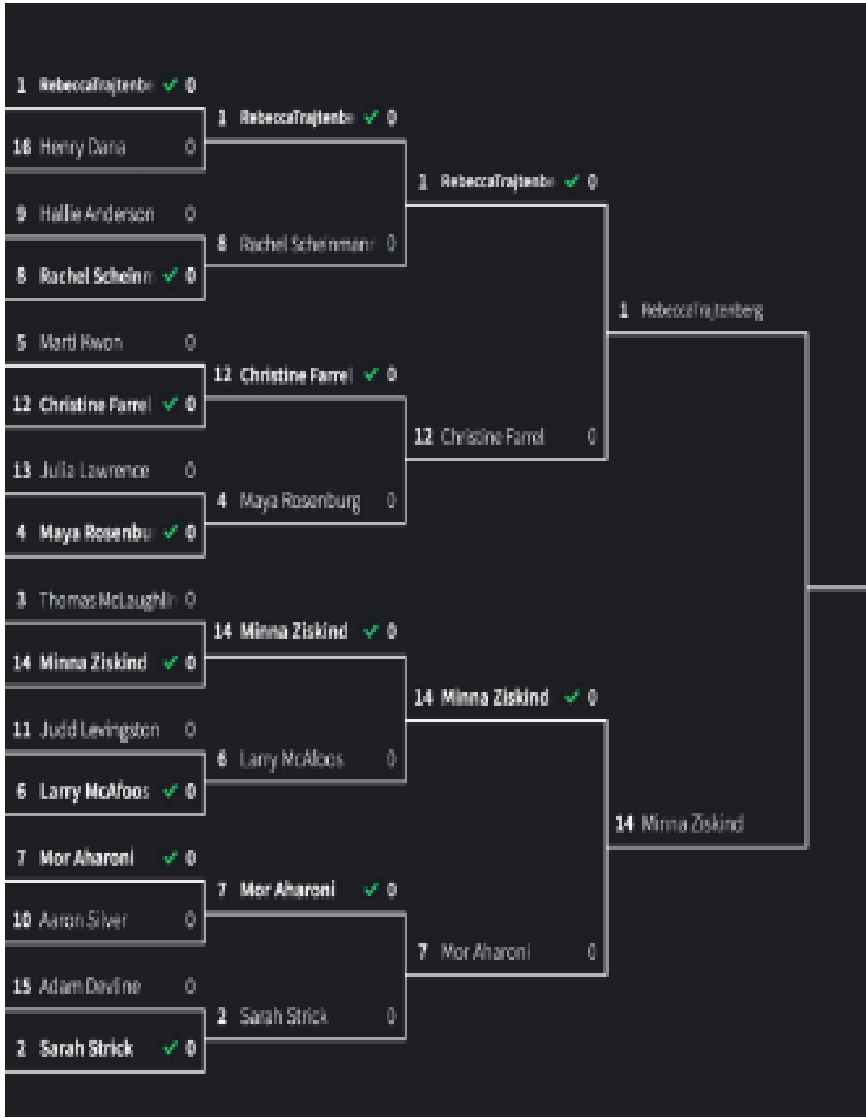 1 RebeccaTrajtenbe ✓ 0
16 Henry Dana 0
9 Hallie Anderson 0
8 Rachel Scheinm ✓ 0
5 Marti Kwon 0
12 Christine Farrel ✓ 0
13 Julia Lawrence 0
4 Maya Rosenbu ✓ 0
3 Thomas McLaughlin 0
14 Minna Ziskind ✓ 0
11 Judd Levingston 0
6 Larry McAfoos ✓ 0
7 Mor Aharoni ✓ 0
10 Aaron Silver 0
15 Adam Devline 0
2 Sarah Strick ✓ 0
1 RebeccaTrajtenbe ✓ 0
8 Rachel Scheinmann 0
12 Christine Farrel ✓ 0
4 Maya Rosenburg 0
14 Minna Ziskind ✓ 0
6 Larry McAfoos 0
7 Mor Aharoni ✓ 0
2 Sarah Strick 0
1 RebeccaTrajtenbe ✓ 0
12 Christine Farrel 0
14 Minna Ziskind ✓ 0
7 Mor Aharoni 0
1 RebeccaTrajtenberg
14 Minna Ziskind